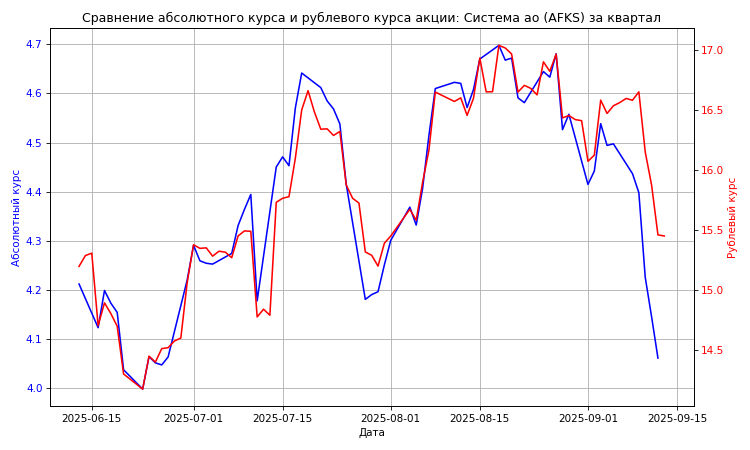 Сравнение абсолютного курса и рублевого курса акции: Система ао (AFKS) за квартал
Абсолютный курс
4.7
4.6
4.5
4.4
4.3
4.2
4.1
4.0
17.0
16.5
16.0
15.5
15.0
14.5
Рублевый курс
2025-06-15 2025-07-01 2025-07-15 2025-08-01 2025-08-15 2025-09-01 2025-09-15
Дата